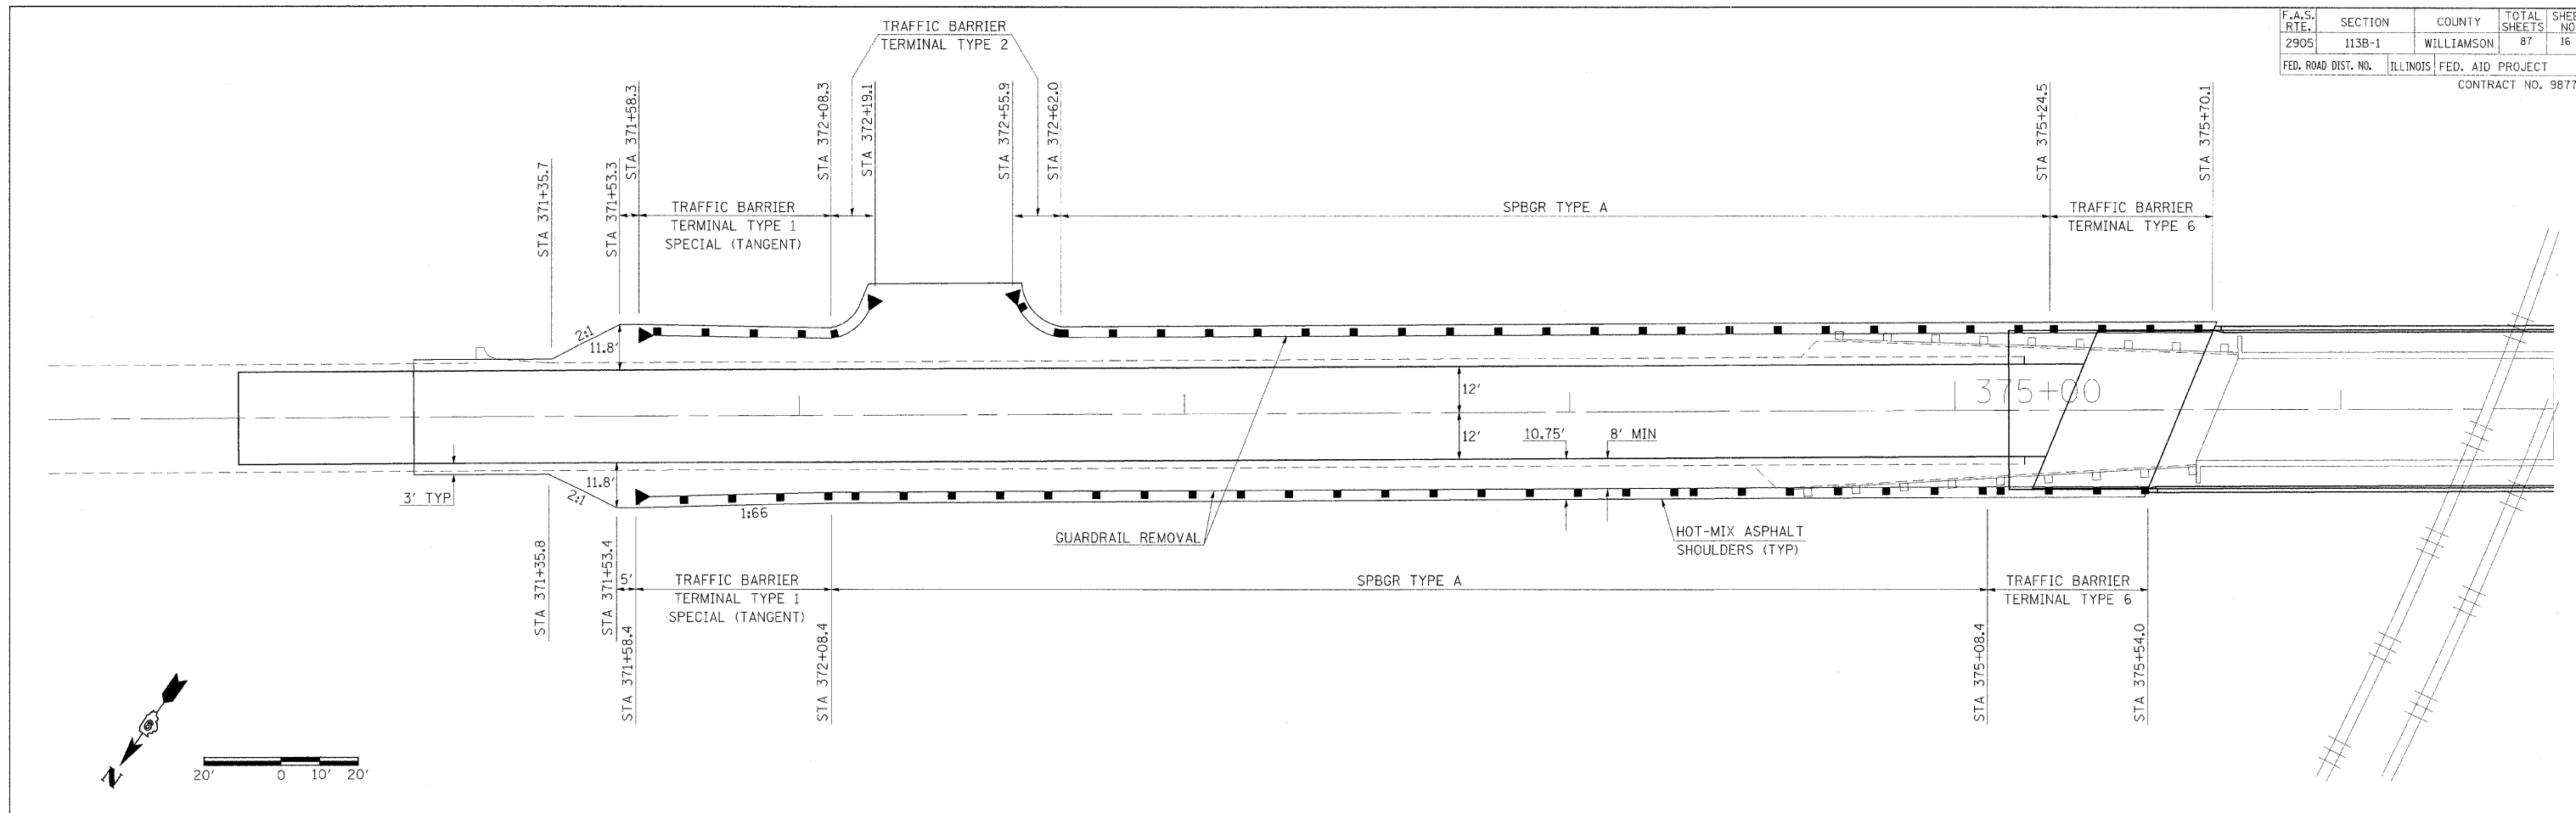 F.A.S. RTE. SECTION COUNTY TOTAL SHEETS
2905 113B-1 WILLIAMSON 87 16
FED. ROAD DIST. NO. ILLINOIS FED. AID PROJECT
CONTRACT NO. 9877
TRAFFIC BARRIER
TERMINAL TYPE 2
STA 371+35.7
STA 371+53.3
STA 371+58.3
STA 372+08.3
STA 372+19.1
STA 372+55.9
STA 372+62.0
STA 375+24.5
STA 375+70.1
TRAFFIC BARRIER
TERMINAL TYPE 1
SPECIAL (TANGENT)
SPBGR TYPE A
TRAFFIC BARRIER
TERMINAL TYPE 6
2:1
11.8'
12'
375+00
12'
10.75'
8' MIN
3' TYP
2:1
11.8'
1:66
GUARDRAIL REMOVAL
HOT-MIX ASPHALT
SHOULDERS (TYP)
5'
TRAFFIC BARRIER
TERMINAL TYPE 1
SPECIAL (TANGENT)
SPBGR TYPE A
TRAFFIC BARRIER
TERMINAL TYPE 6
STA 371+35.8
STA 371+53.4
STA 371+58.4
STA 372+08.4
STA 375+08.4
STA 375+54.0
N
20' 0 10' 20'